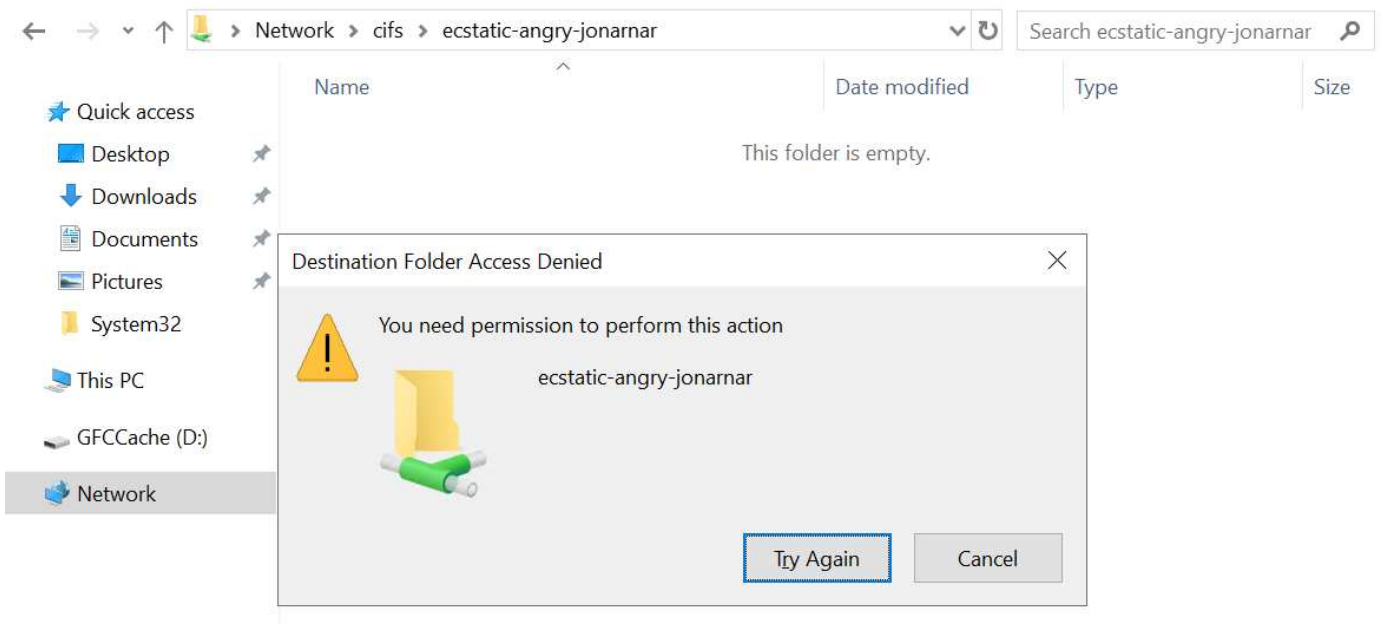 Network > cifs > ecstatic-angry-jonarnar
Search ecstatic-angry-jonarnar
Name Date modified Type Size
Quick access
Desktop
Downloads
Documents
Pictures
System32
This PC
GFCCache (D:)
Network
This folder is empty.
Destination Folder Access Denied
You need permission to perform this action
ecstatic-angry-jonarnar
Try Again Cancel